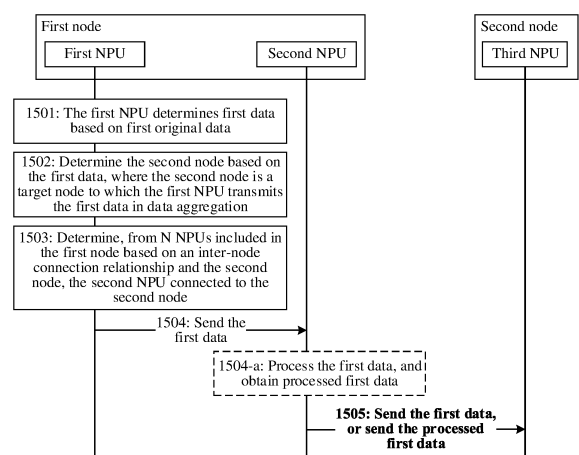 First node
Second node
First NPU
Second NPU
Third NPU
1501: The first NPU determines first data
based on first original data
1502: Determine the second node based on
the first data, where the second node is a
target node to which the first NPU transmits
the first data in data aggregation
1503: Determine, from N NPUs included in
the first node based on an inter-node
connection relationship and the second
node, the second NPU connected to the
second node
1504: Send the
first data
1504-a: Process the first data, and
obtain processed first data
1505: Send the first data,
or send the processed
first data